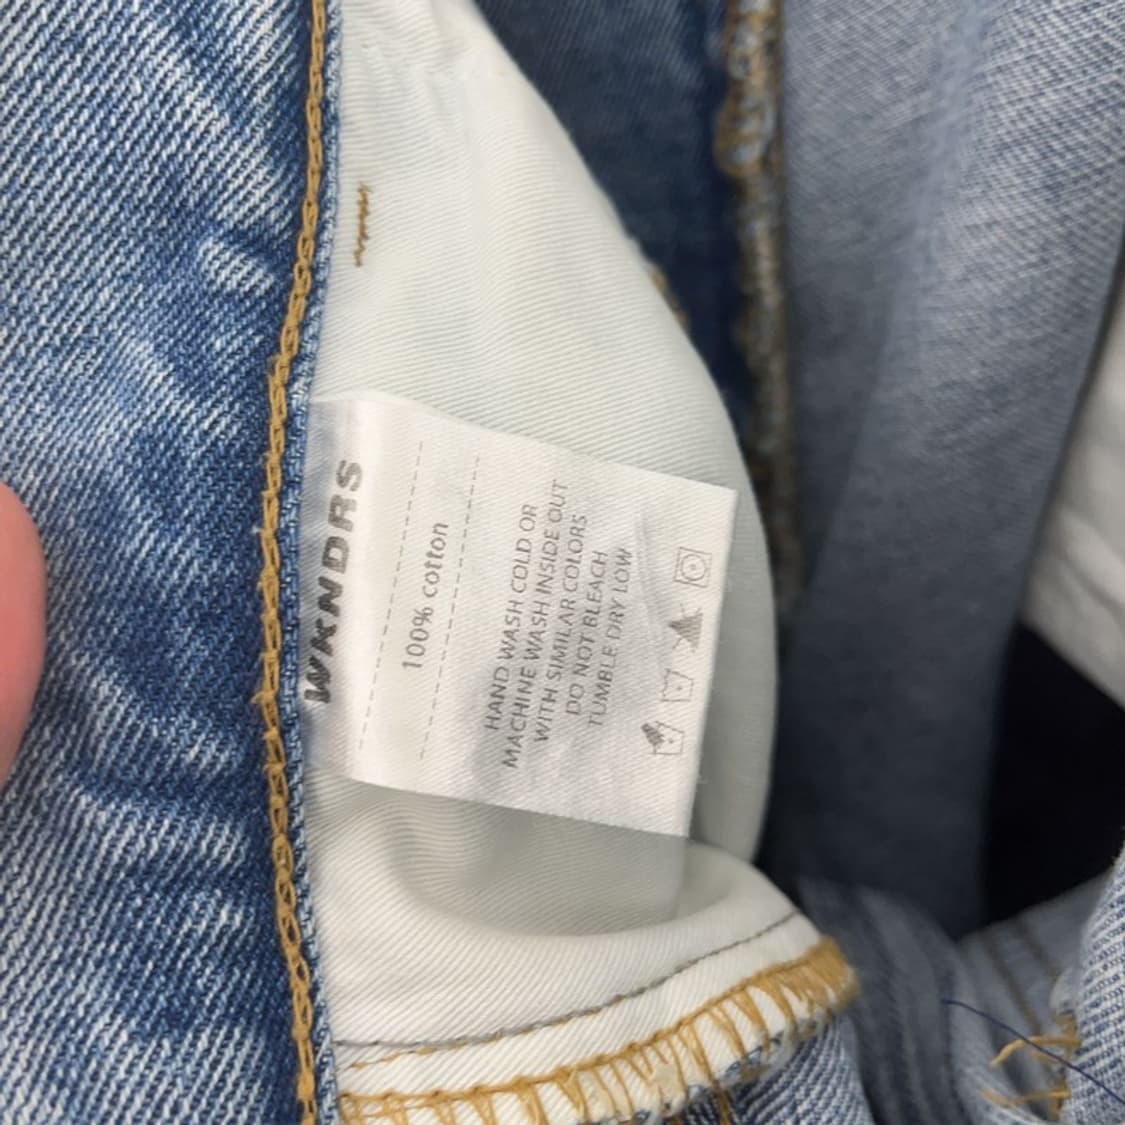 WKNDRS
100% cotton
HAND WASH COLD OR
MACHINE WASH INSIDE OUT
WITH SIMILAR COLORS
DO NOT BLEACH
TUMBLE DRY LOW